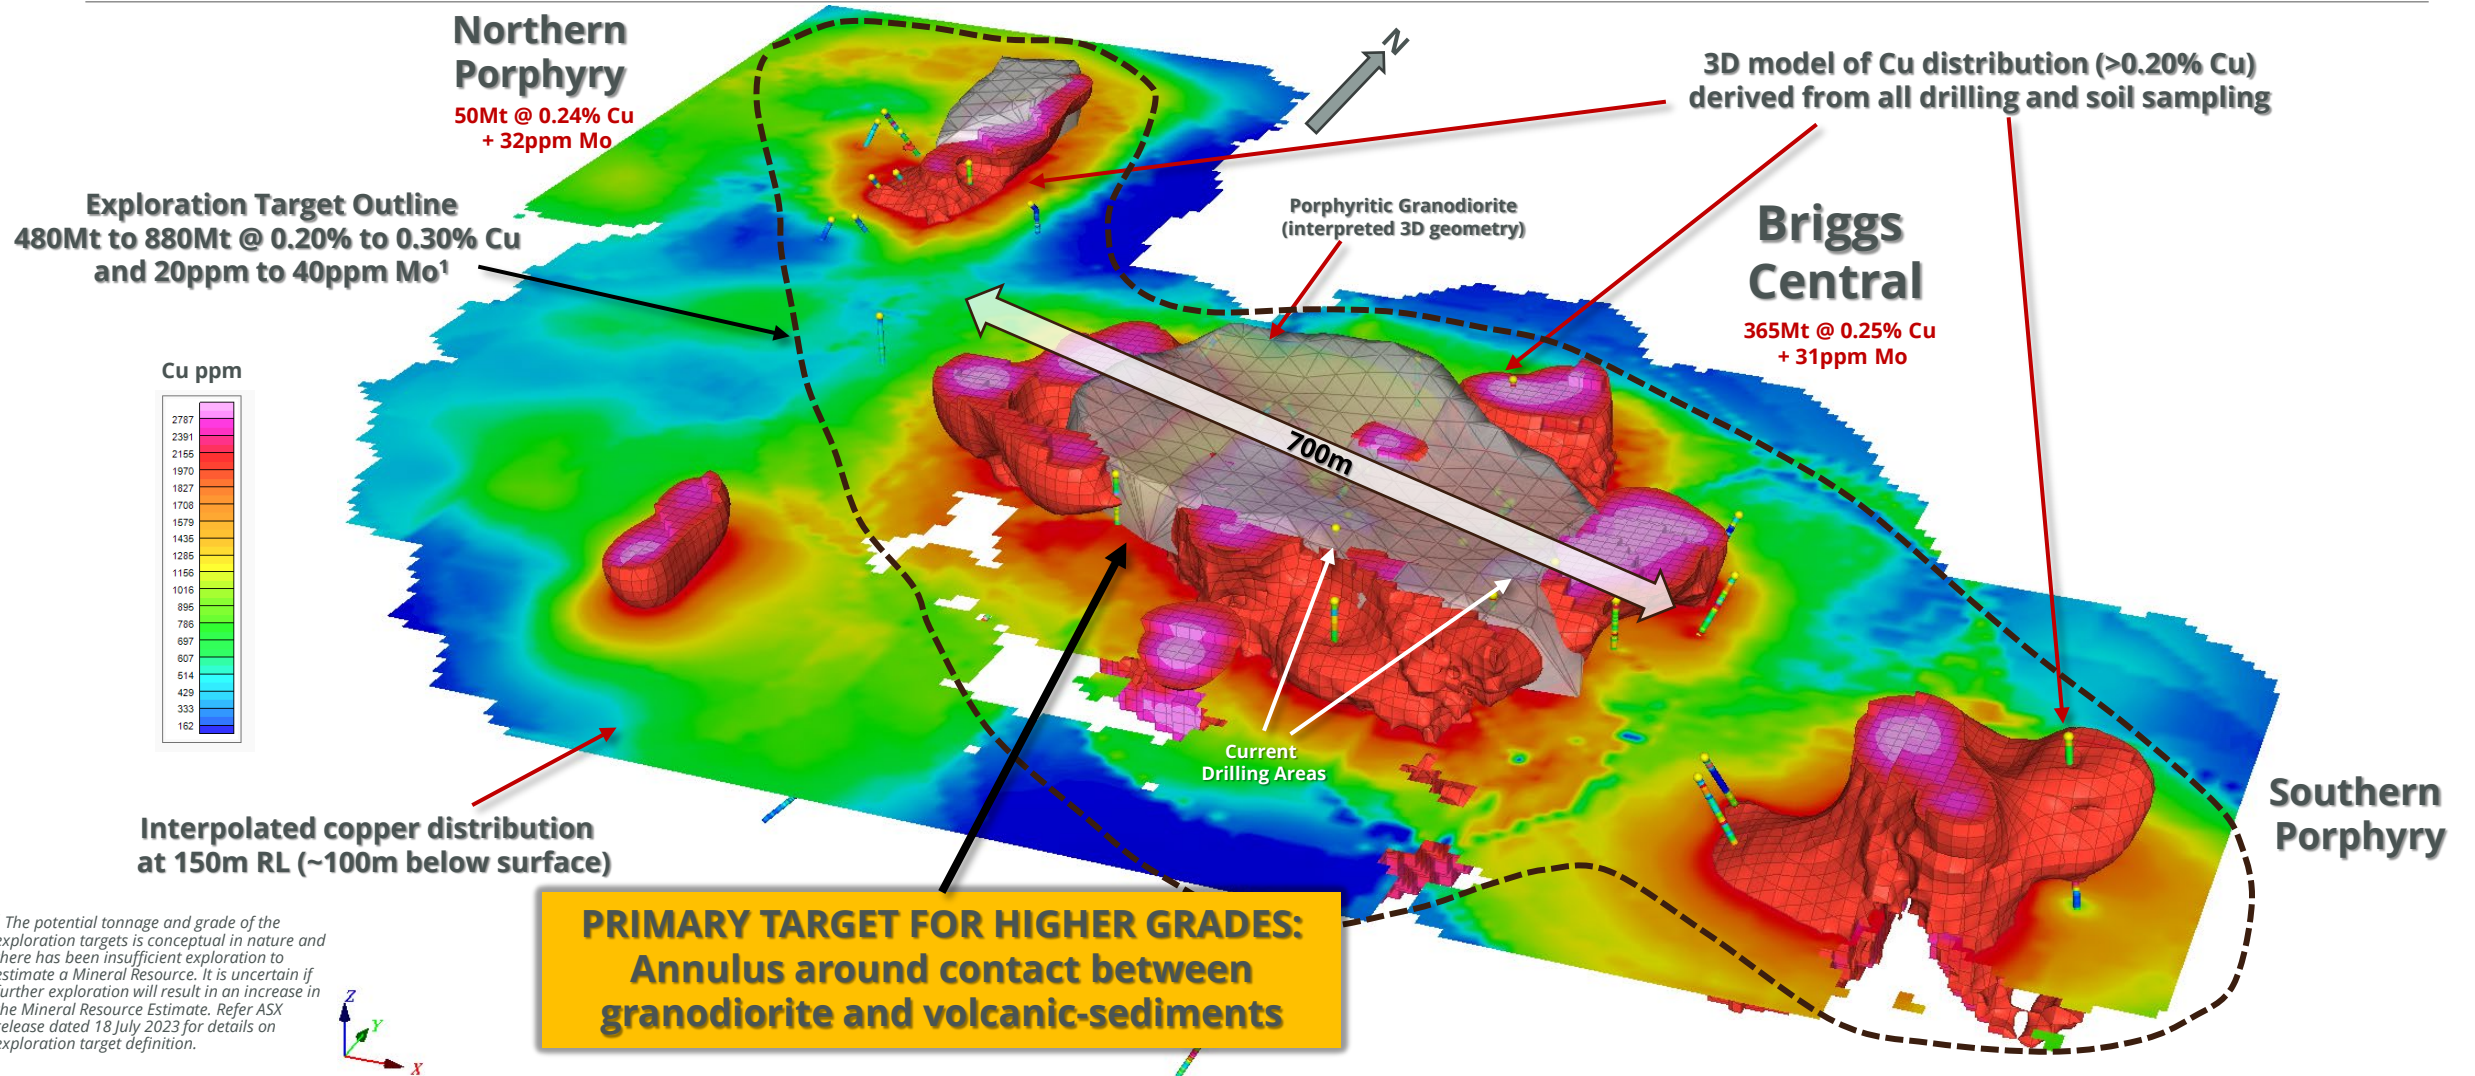 Northern
Porphyry
50Mt @ 0.24% Cu
+ 32ppm Mo
N
3D model of Cu distribution (>0.20% Cu)
derived from all drilling and soil sampling
Exploration Target Outline
480Mt to 880Mt @ 0.20% to 0.30% Cu
and 20ppm to 40ppm Mo¹
Porphyritic Granodiorite
(interpreted 3D geometry)
Briggs
Central
365Mt @ 0.25% Cu
+ 31ppm Mo
Cu ppm
2787
2391
2155
1970
1827
1708
1579
1435
1285
1156
1016
895
786
697
607
514
429
333
162
700m
Current
Drilling Areas
Southern
Porphyry
Interpolated copper distribution
at 150m RL (~100m below surface)
PRIMARY TARGET FOR HIGHER GRADES:
Annulus around contact between
granodiorite and volcanic-sediments
The potential tonnage and grade of the
exploration targets is conceptual in nature and
there has been insufficient exploration to
estimate a Mineral Resource. It is uncertain if
further exploration will result in an increase in
the Mineral Resource Estimate. Refer ASX
release dated 18 July 2023 for details on
exploration target definition.
Z
Y
X